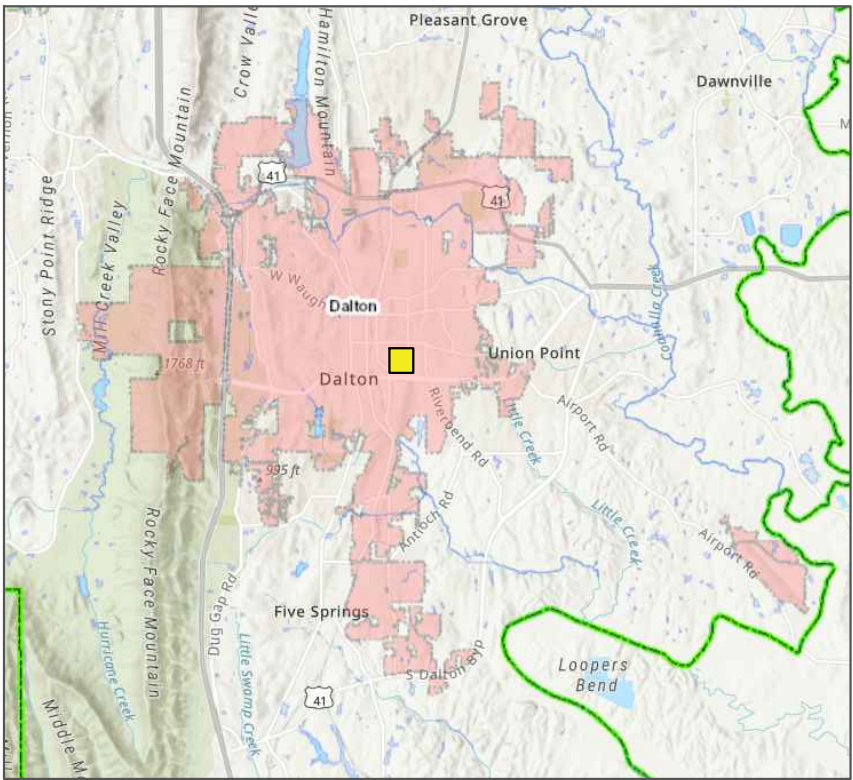 Pleasant Grove
Crow Valle
Hamilton Mountain
Dawnville
Rocky Face Mountain
41
41
Stony Point Ridge
Mill Creek Valley
W Waugh
Dalton
Coahulla Creek
Union Point
1768 ft
Dalton
Riverbend Rd
Airport Rd
Little Creek
995 ft
Antioch Rd
Little Creek
Airport Rd
Rocky Face Mountain
Dug Gap Rd
Five Springs
Hurricane Creek
Little Swamp Creek
S Dalton Byp
Loopers
Bend
41
Middle Mo